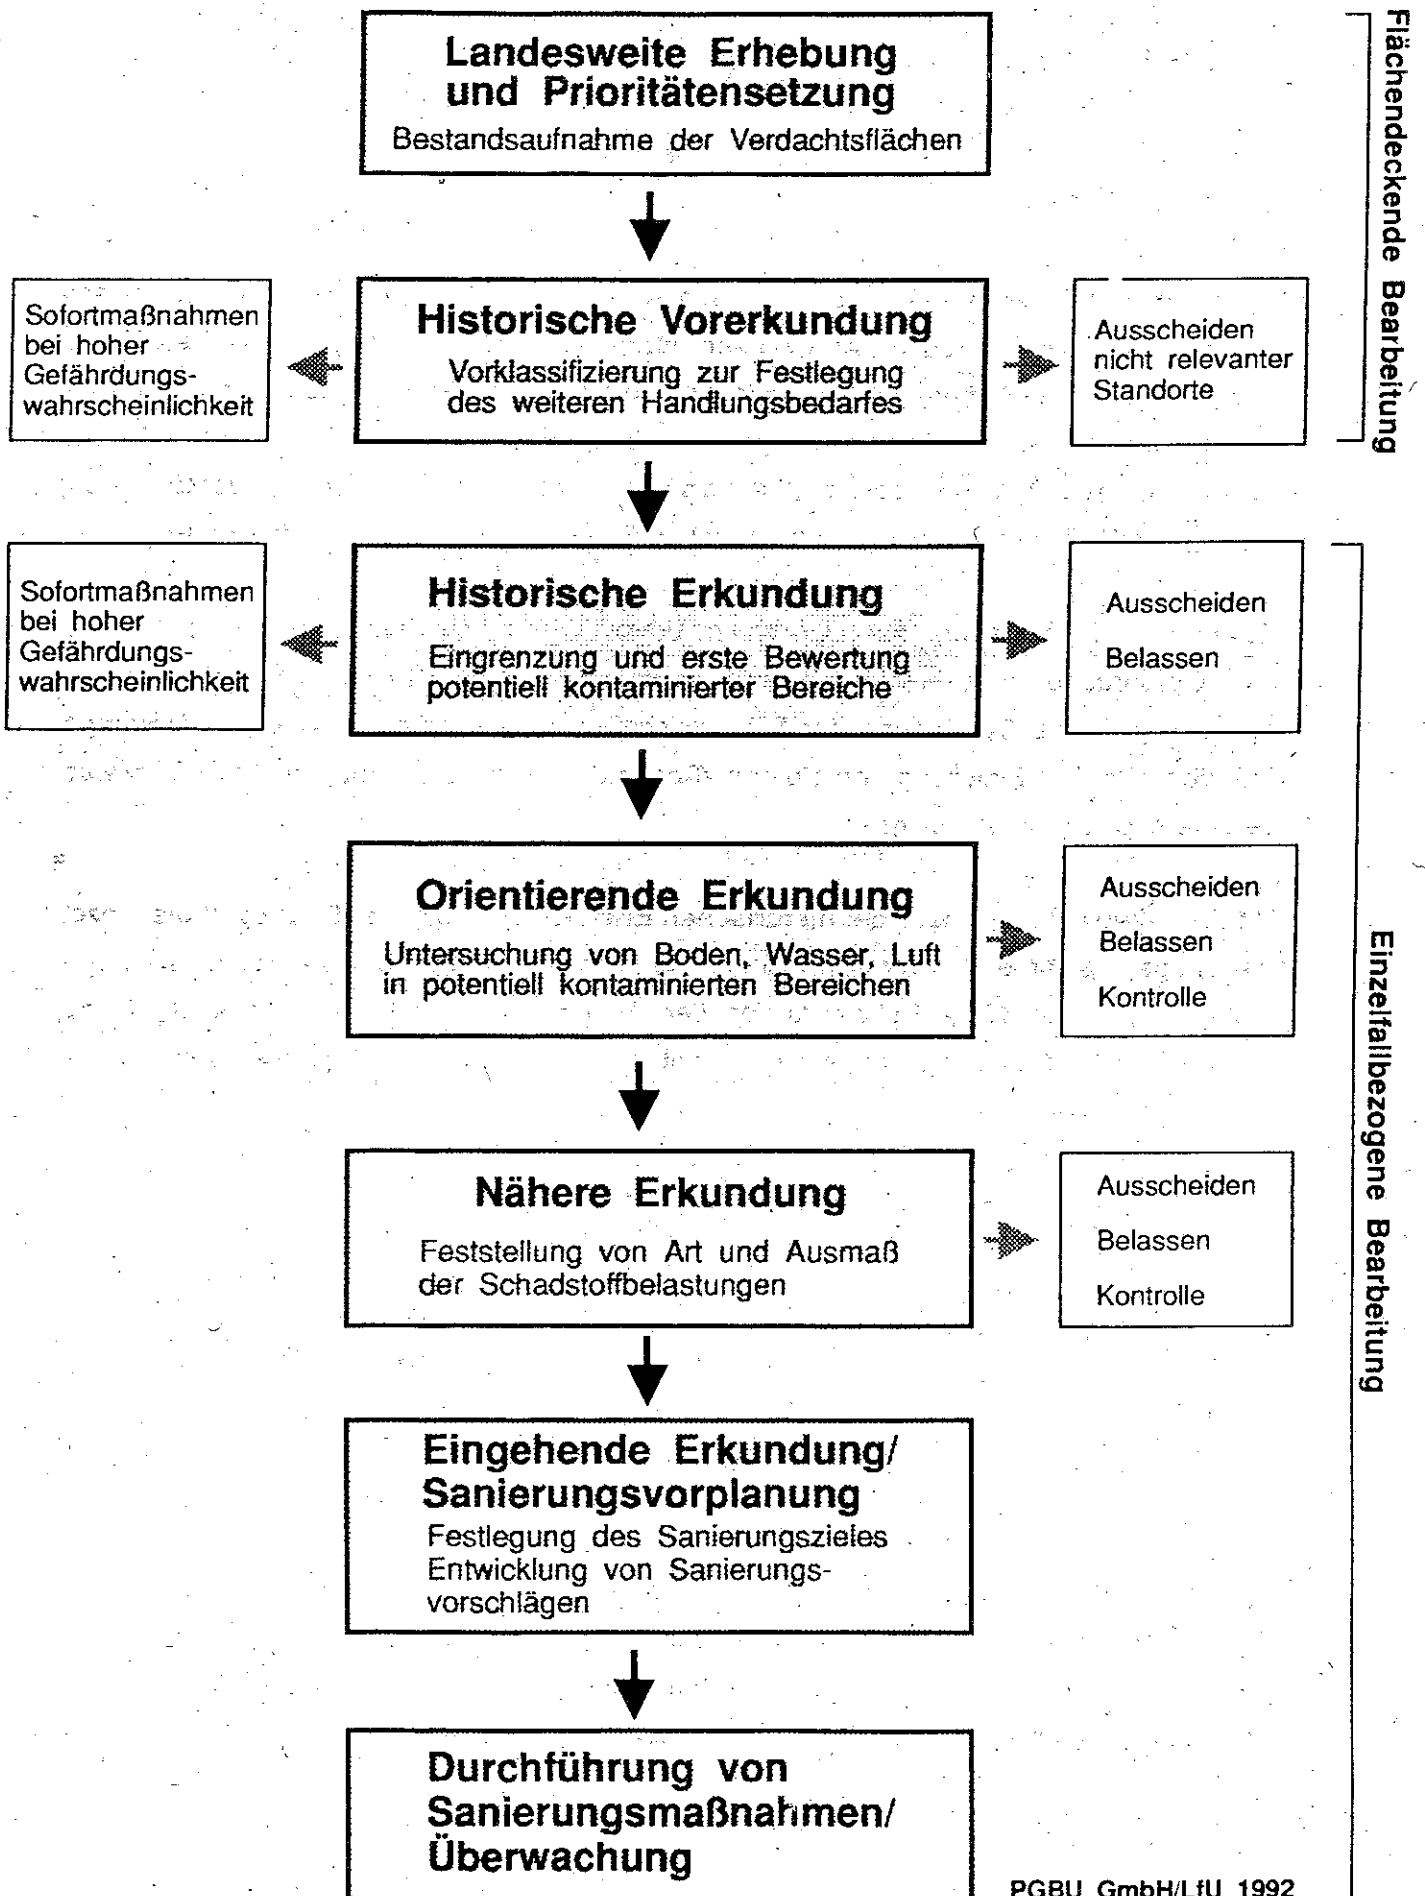 Landesweite Erhebung
und Prioritätensetzung
Bestandsaufnahme der Verdachtsflächen
Flächendeckende Bearbeitung
Sofortmaßnahmen
bei hoher
Gefährdungs-
wahrscheinlichkeit
Historische Vorerkundung
Vorklassifizierung zur Festlegung
des weiteren Handlungsbedarfes
Ausscheiden
nicht relevanter
Standorte
Sofortmaßnahmen
bei hoher
Gefährdungs-
wahrscheinlichkeit
Historische Erkundung
Eingrenzung und erste Bewertung
potentiell kontaminierter Bereiche
Ausscheiden
Belassen
Orientierende Erkundung
Untersuchung von Boden, Wasser, Luft
in potentiell kontaminierten Bereichen
Ausscheiden
Belassen
Kontrolle
Einzelfallbezogene Bearbeitung
Nähere Erkundung
Feststellung von Art und Ausmaß
der Schadstoffbelastungen
Ausscheiden
Belassen
Kontrolle
Eingehende Erkundung/
Sanierungsvorplanung
Festlegung des Sanierungszieles
Entwicklung von Sanierungs-
vorschlägen
Durchführung von
Sanierungsmaßnahmen/
Überwachung
PGBU GmbH/LfU 1992